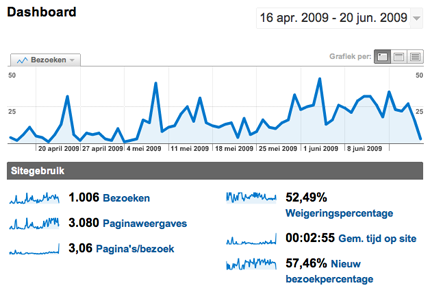 Dashboard
16 apr. 2009 - 20 jun. 2009
Bezoeken
Grafiek per:
50 50
25 25
20 april 2009 27 april 2009 4 mei 2009 11 mei 2009 18 mei 2009 25 mei 2009 1 juni 2009 8 juni 2009
Sitegebruik
1.006 Bezoeken
3.080 Paginaweergaves
3,06 Pagina's/bezoek
52,49%
Weigeringspercentage
00:02:55 Gem. tijd op site
57,46% Nieuw
bezoekpercentage